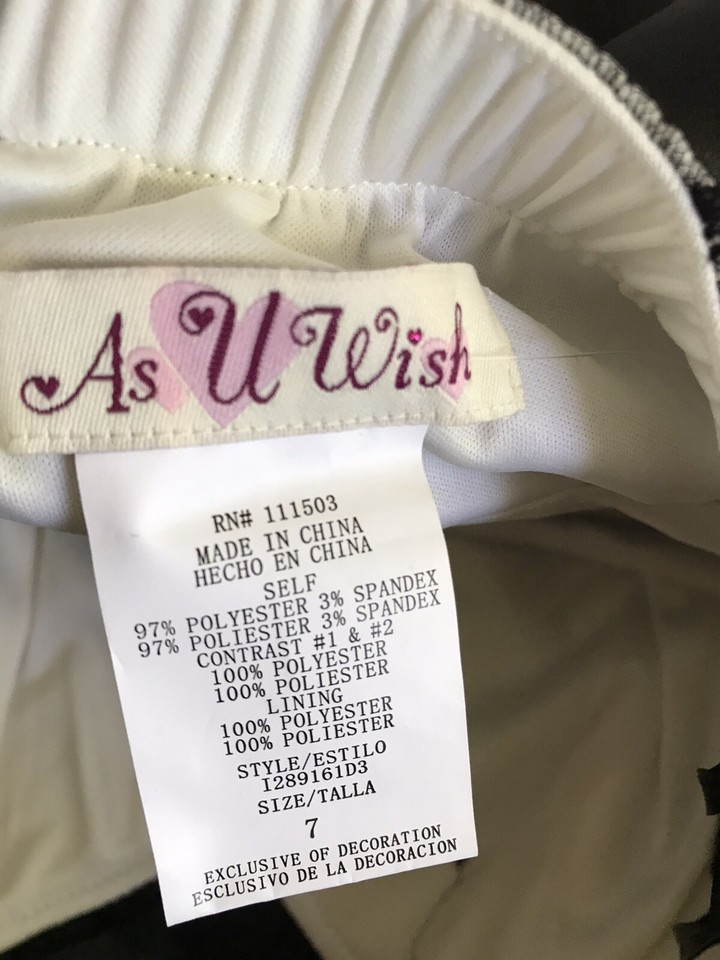 As U Wish
RN# 111503
MADE IN CHINA
HECHO EN CHINA
SELF
97% POLYESTER 3% SPANDEX
97% POLIESTER 3% SPANDEX
CONTRAST #1 & #2
100% POLYESTER
100% POLIESTER
LINING
100% POLYESTER
100% POLIESTER
STYLE/ESTILO
I289161D3
SIZE/TALLA
7
EXCLUSIVE OF DECORATION
ESCLUSIVO DE LA DECORACION